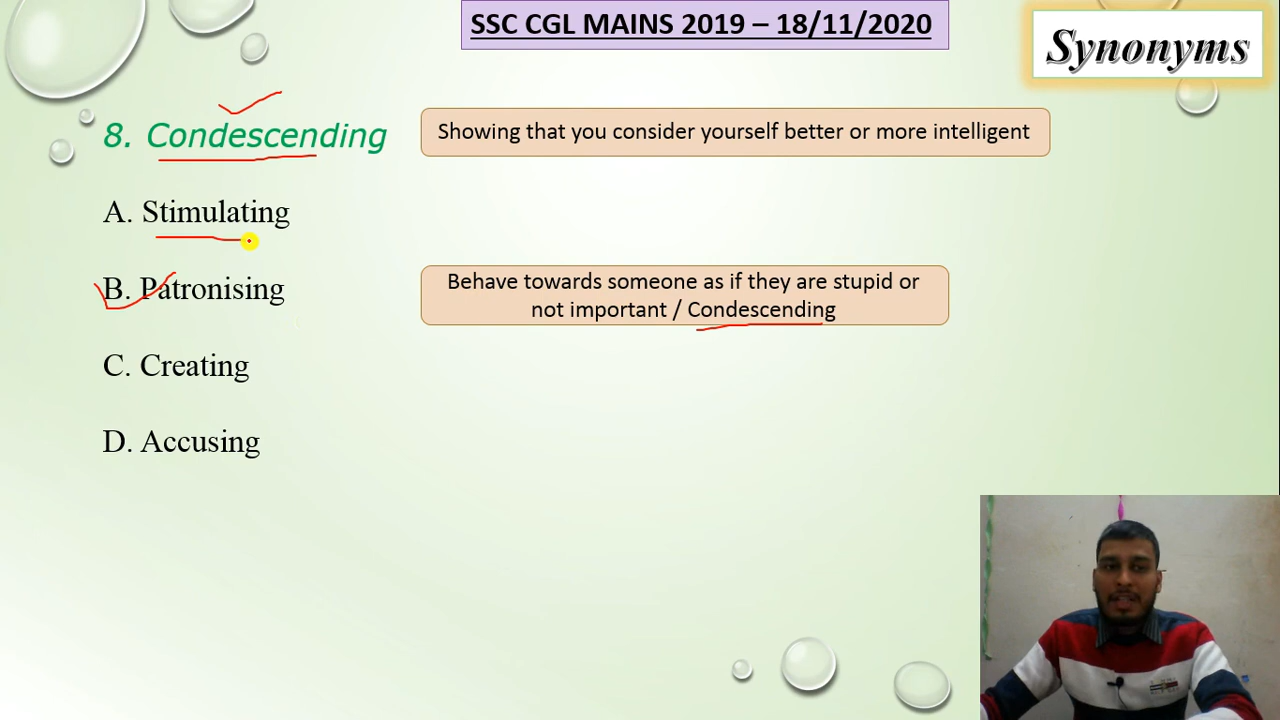 SSC CGL MAINS 2019 – 18/11/2020
Synonyms
8. Condescending
Showing that you consider yourself better or more intelligent
A. Stimulating
B. Patronising
Behave towards someone as if they are stupid or
not important / Condescending
C. Creating
D. Accusing